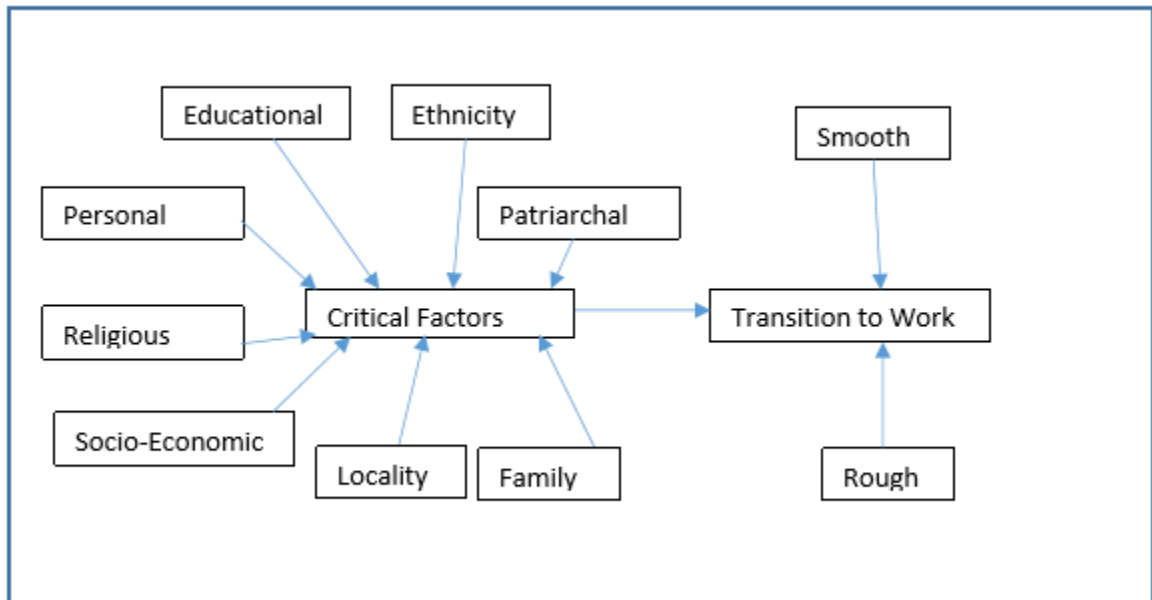 Educational
Ethnicity
Smooth
Personal
Patriarchal
Critical Factors
Transition to Work
Religious
Socio-Economic
Locality
Family
Rough